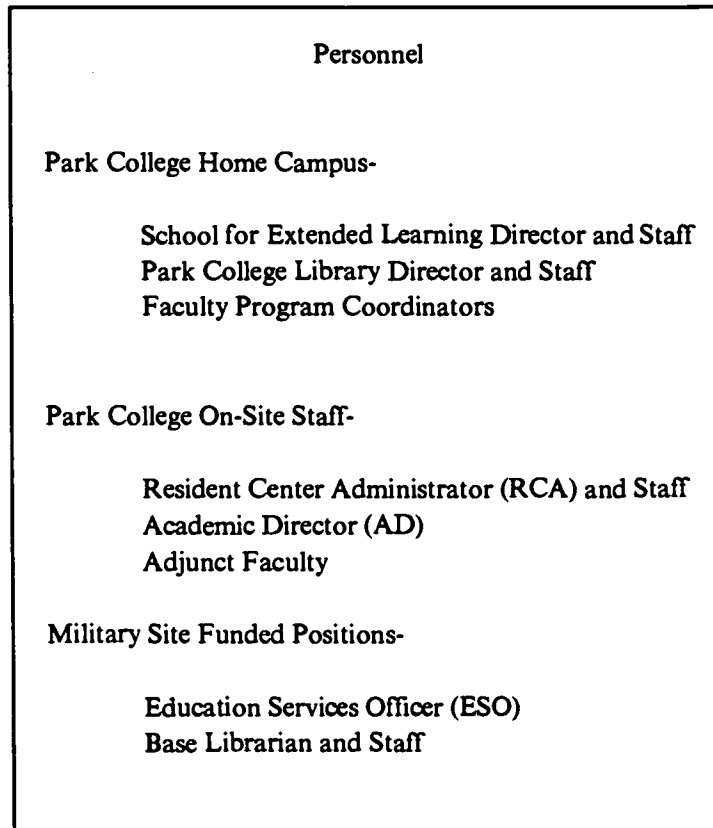 Personnel
Park College Home Campus-
School for Extended Learning Director and Staff
Park College Library Director and Staff
Faculty Program Coordinators
Park College On-Site Staff-
Resident Center Administrator (RCA) and Staff
Academic Director (AD)
Adjunct Faculty
Military Site Funded Positions-
Education Services Officer (ESO)
Base Librarian and Staff